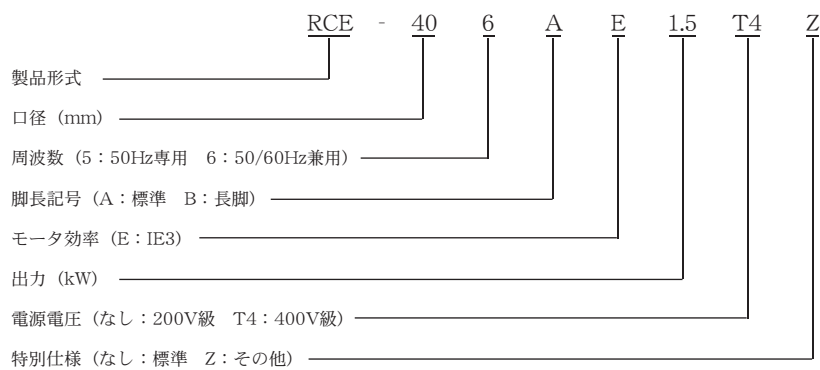 RCE - 40 6 A E 1.5 T4 Z
製品形式
口径（mm）
周波数（5：50Hz専用　6：50/60Hz兼用）
脚長記号（A：標準　B：長脚）
モータ効率（E：IE3）
出力（kW）
電源電圧（なし：200V級　T4：400V級）
特別仕様（なし：標準　Z：その他）